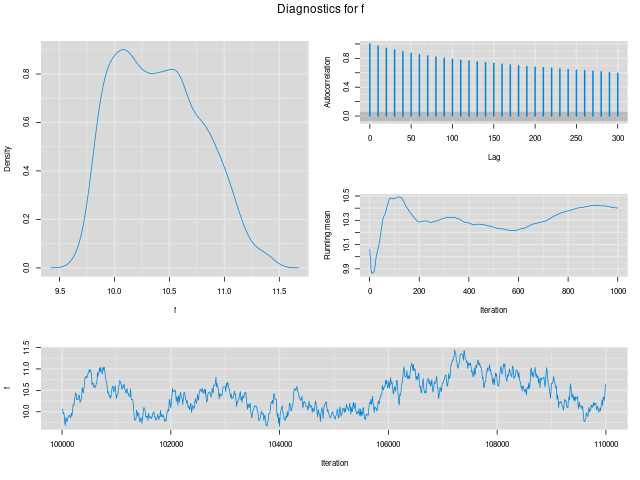 Diagnostics for f
Density
0.0 0.2 0.4 0.6 0.8
9.5 10.0 10.5 11.0 11.5
f
Autocorrelation
0.0 0.4 0.8
0 50 100 150 200 250 300
Lag
Running mean
9.9 10.1 10.3 10.5
0 200 400 600 800 1000
Iteration
f
10.0 10.5 11.0 11.5
100000 102000 104000 106000 108000 110000
Iteration